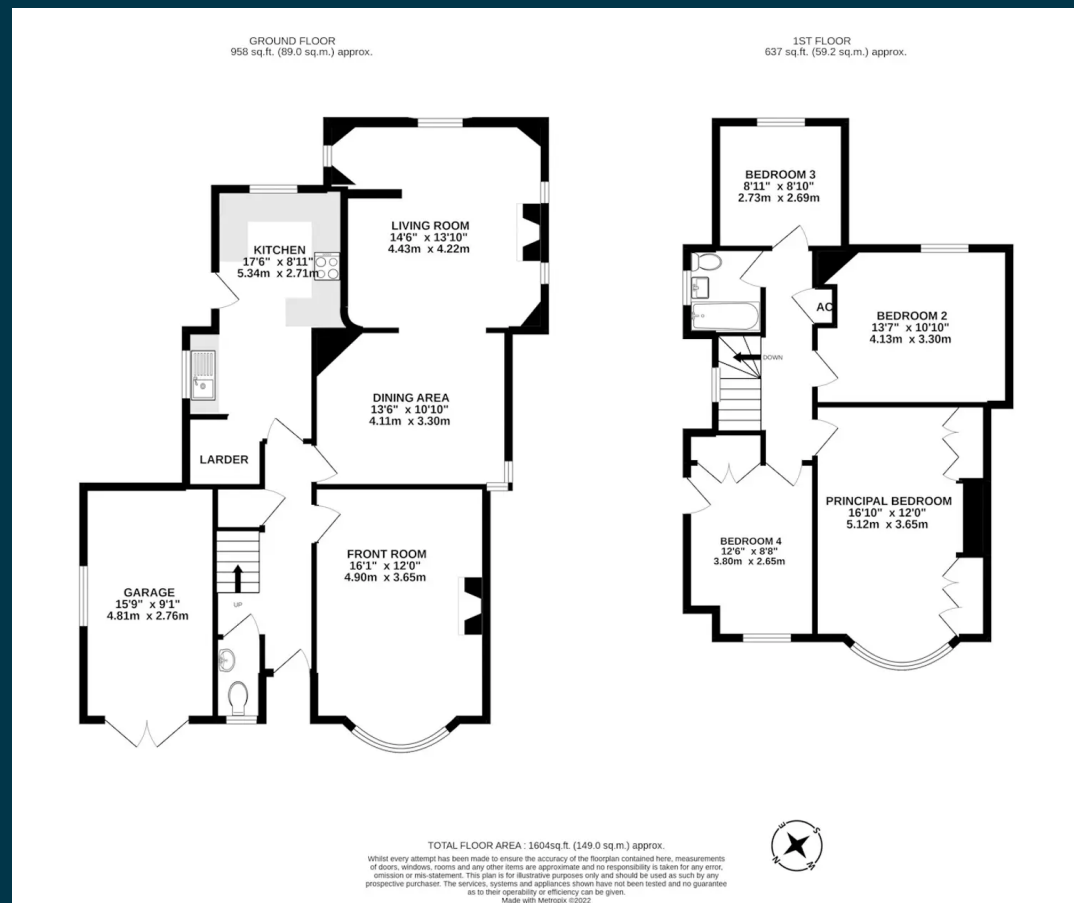 GROUND FLOOR
958 sq.ft. (89.0 sq.m.) approx.
1ST FLOOR
637 sq.ft. (59.2 sq.m.) approx.
LIVING ROOM
14'6" x 13'10"
4.43m x 4.22m
KITCHEN
17'6" x 8'11"
5.34m x 2.71m
DINING AREA
13'6" x 10'10"
4.11m x 3.30m
LARDER
FRONT ROOM
16'1" x 12'0"
4.90m x 3.65m
GARAGE
15'9" x 9'1"
4.81m x 2.76m
UP
BEDROOM 3
8'11" x 8'10"
2.73m x 2.69m
AC
BEDROOM 2
13'7" x 10'10"
4.13m x 3.30m
DOWN
PRINCIPAL BEDROOM
16'10" x 12'0"
5.12m x 3.65m
BEDROOM 4
12'6" x 8'8"
3.80m x 2.65m
E
S
N
W
TOTAL FLOOR AREA : 1604sq.ft. (149.0 sq.m.) approx.
Whilst every attempt has been made to ensure the accuracy of the floorplan contained here, measurements
of doors, windows, rooms and any other items are approximate and no responsibility is taken for any error,
omission or mis-statement. This plan is for illustrative purposes only and should be used as such by any
prospective purchaser. The services, systems and appliances shown have not been tested and no guarantee
as to their operability or efficiency can be given.
Made with Metropix ©2022